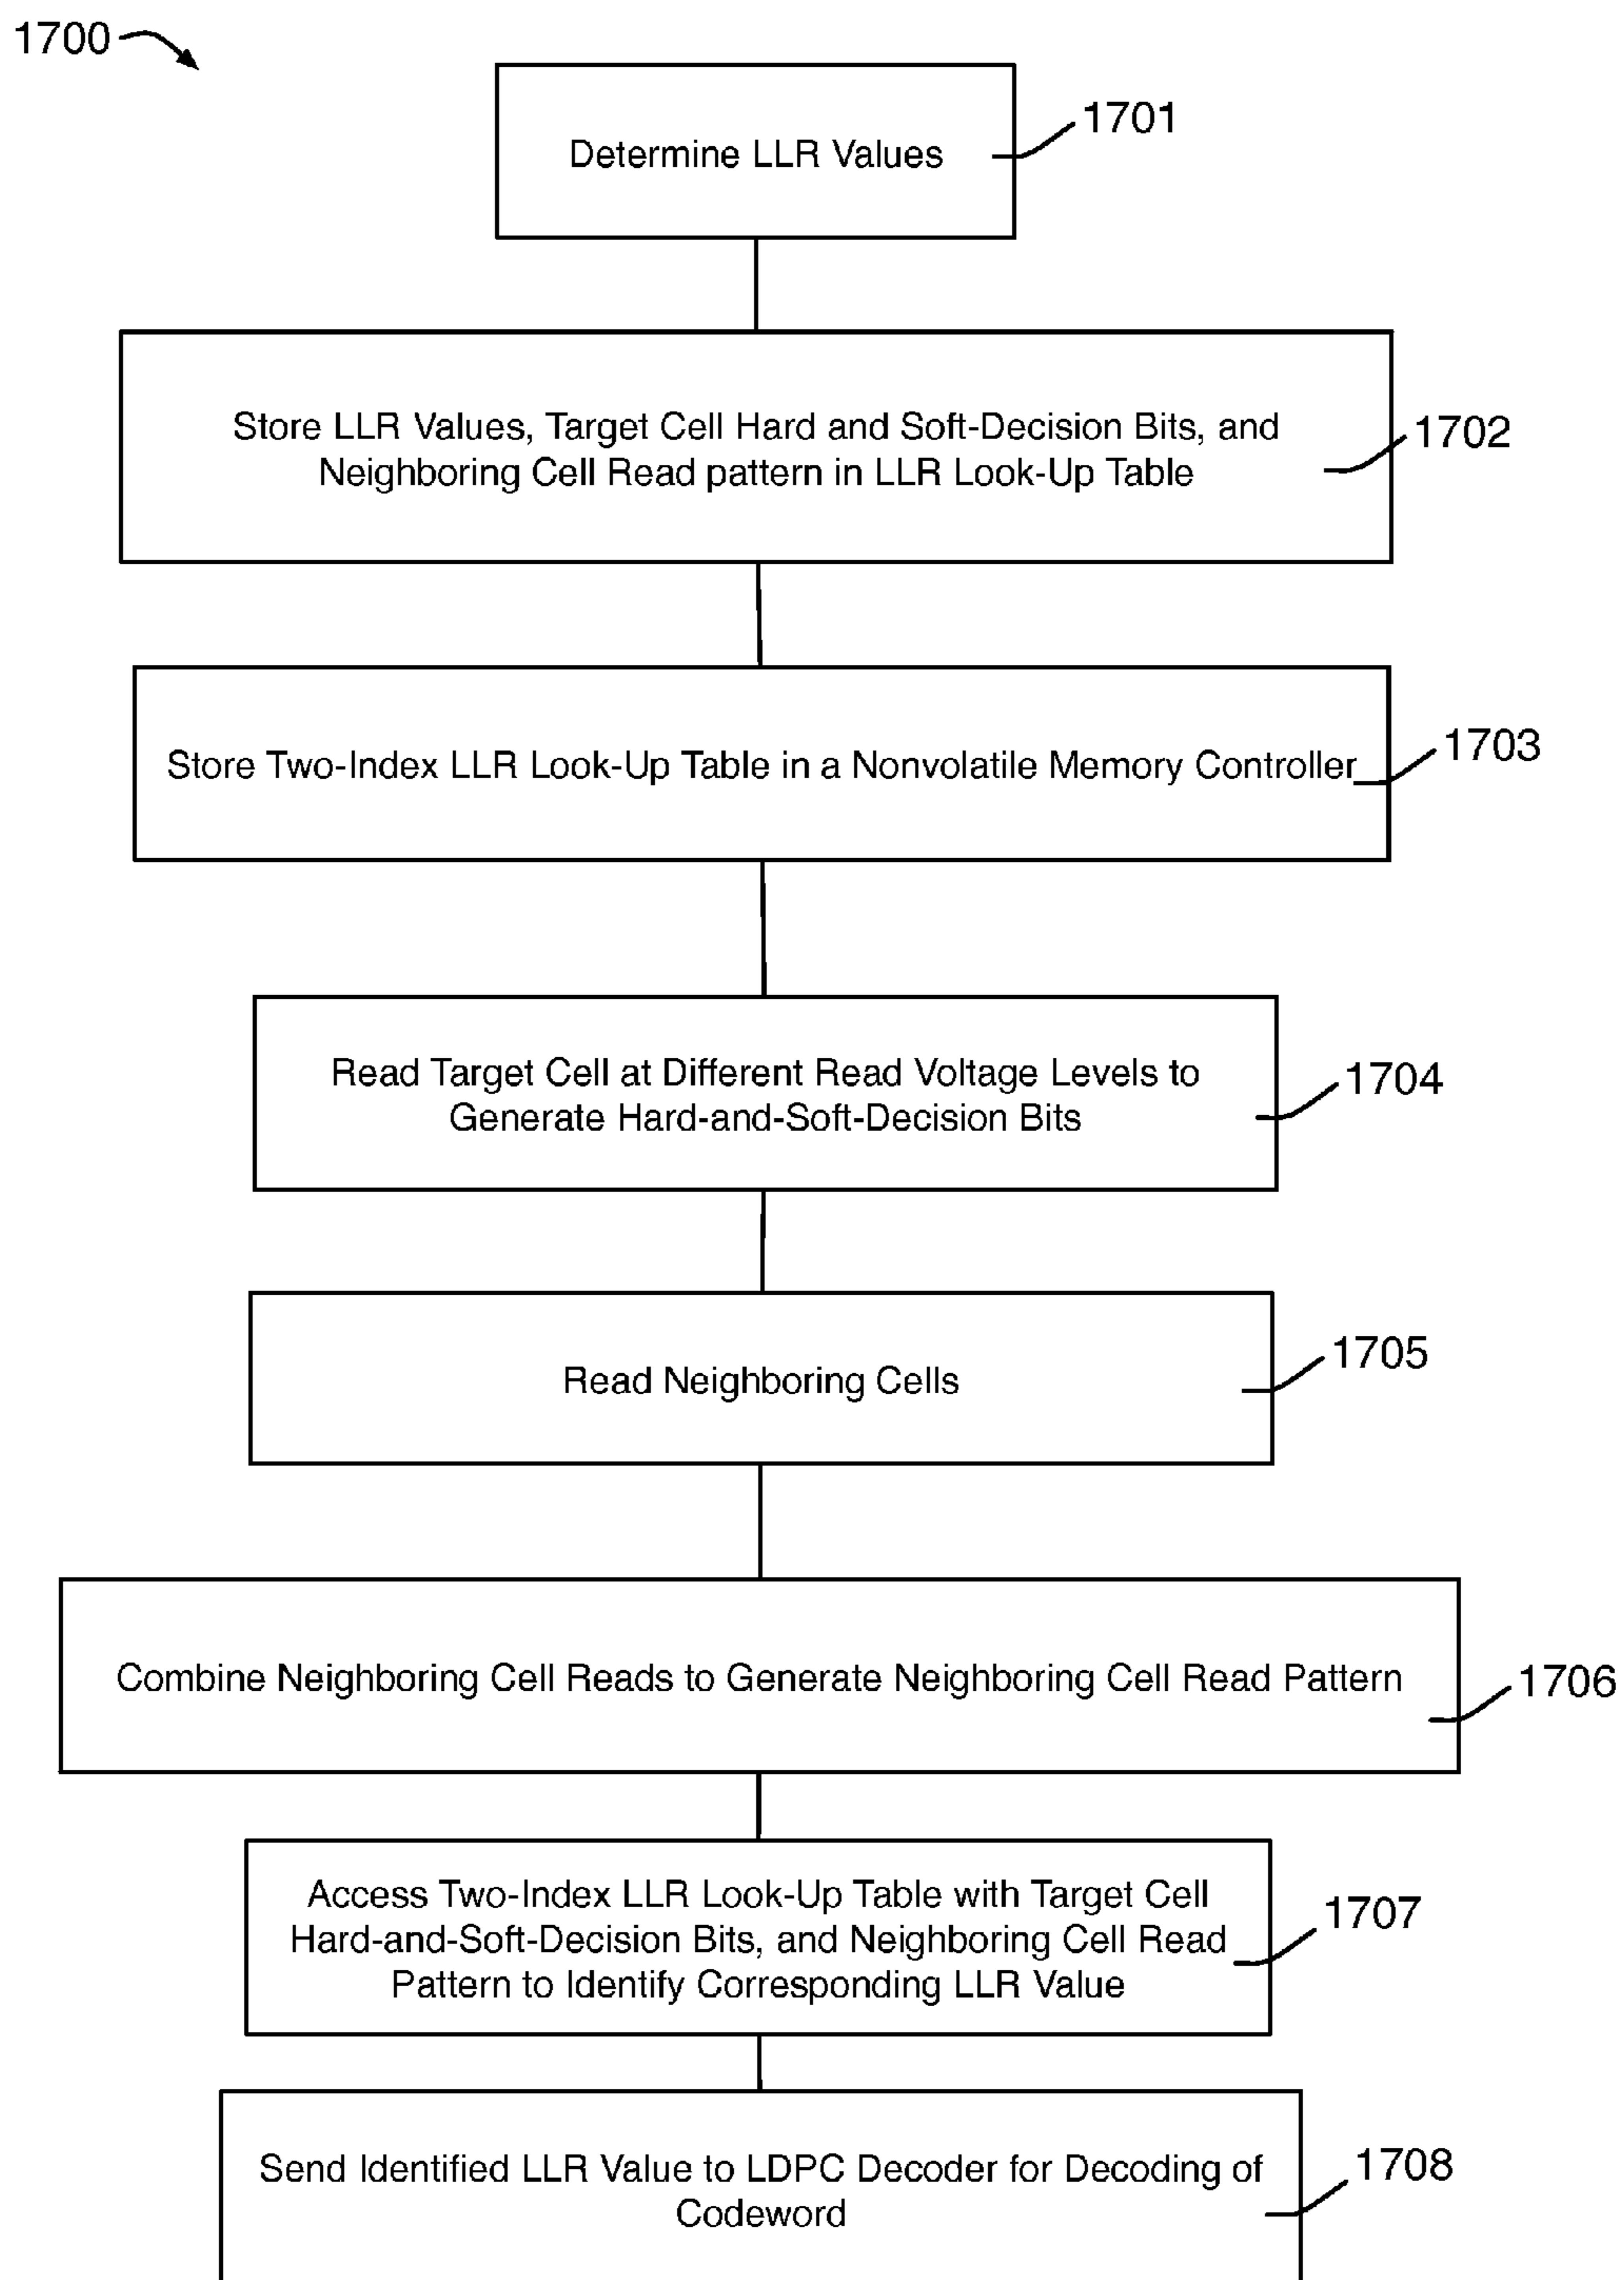 1700
Determine LLR Values
1701
Store LLR Values, Target Cell Hard and Soft-Decision Bits, and
Neighboring Cell Read pattern in LLR Look-Up Table
1702
Store Two-Index LLR Look-Up Table in a Nonvolatile Memory Controller
1703
Read Target Cell at Different Read Voltage Levels to
Generate Hard-and-Soft-Decision Bits
1704
Read Neighboring Cells
1705
Combine Neighboring Cell Reads to Generate Neighboring Cell Read Pattern
1706
Access Two-Index LLR Look-Up Table with Target Cell
Hard-and-Soft-Decision Bits, and Neighboring Cell Read
Pattern to Identify Corresponding LLR Value
1707
Send Identified LLR Value to LDPC Decoder for Decoding of
Codeword
1708